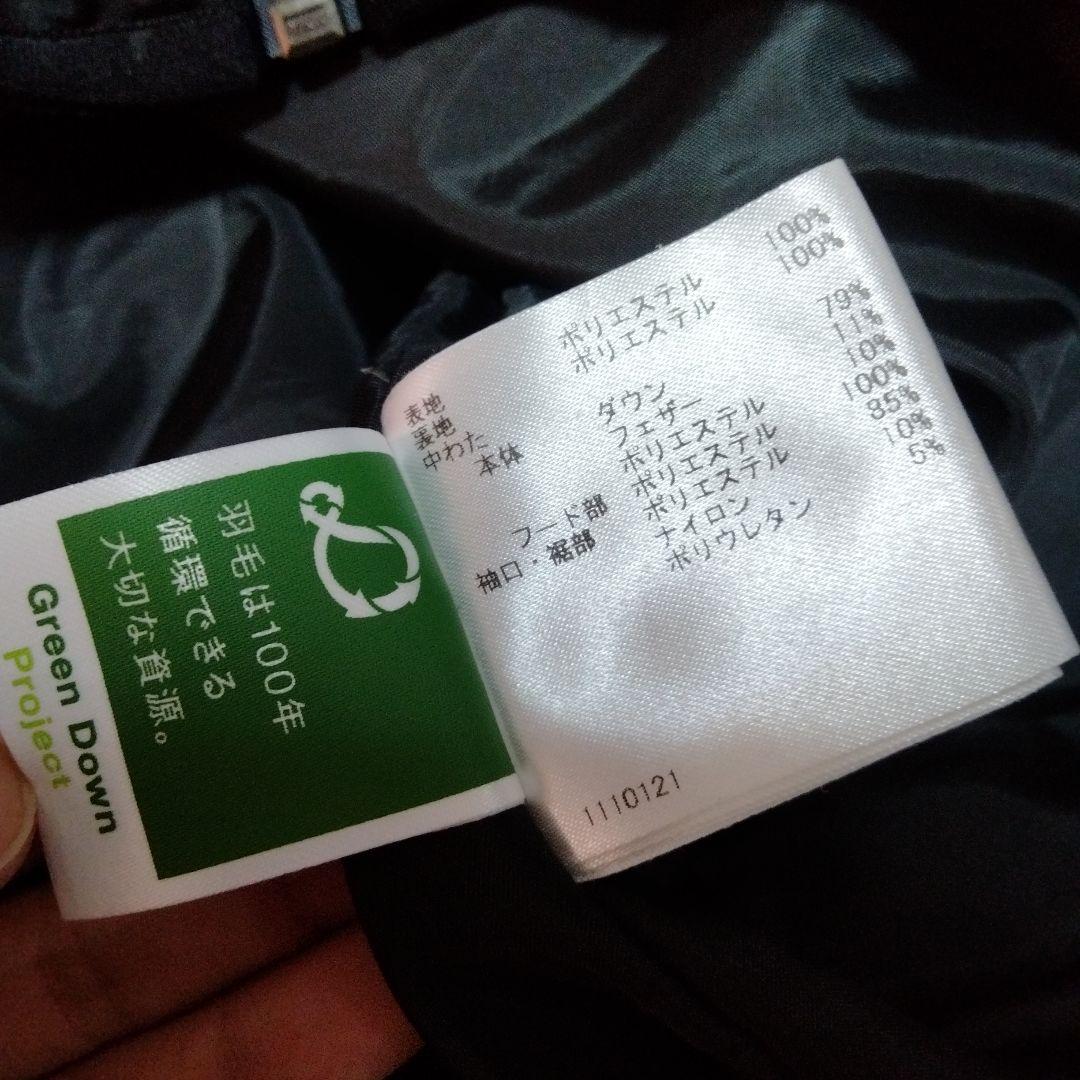 羽毛は100年
循環できる
大切な資源。
Green Down
Project
表地 ポリエステル 100%
裏地 ポリエステル 100%
中わた
本体 ダウン 79%
フェザー 11%
ポリエステル 10%
フード部 ポリエステル 100%
袖口・裾部 ポリエステル 85%
ナイロン 10%
ポリウレタン 5%
1110121